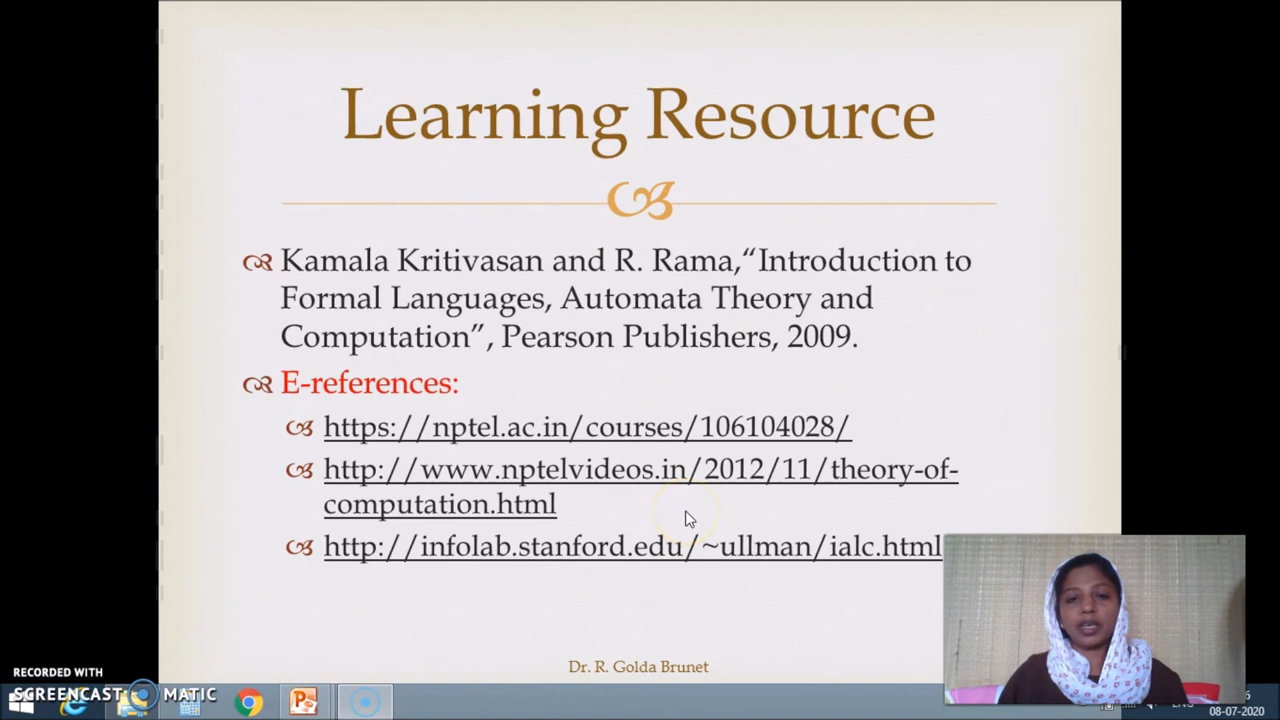 Learning Resource
Kamala Kritivasan and R. Rama,“Introduction to
Formal Languages, Automata Theory and
Computation”, Pearson Publishers, 2009.
E-references:
https://nptel.ac.in/courses/106104028/
http://www.nptelvideos.in/2012/11/theory-of-
computation.html
http://infolab.stanford.edu/~ullman/ialc.html
Dr. R. Golda Brunet
RECORDED WITH
SCREENCAST MATIC
08-07-2020